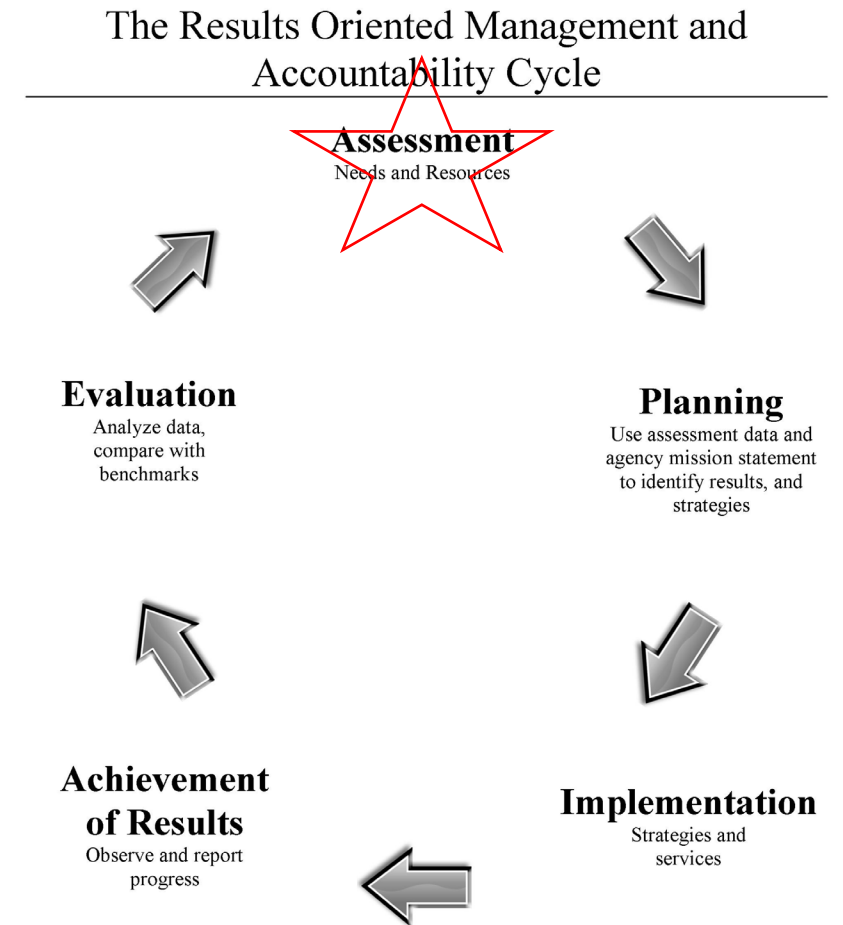 The Results Oriented Management and
Accountability Cycle
Assessment
Needs and Resources
Planning
Use assessment data and
agency mission statement
to identify results, and
strategies
Implementation
Strategies and
services
Achievement
of Results
Observe and report
progress
Evaluation
Analyze data,
compare with
benchmarks